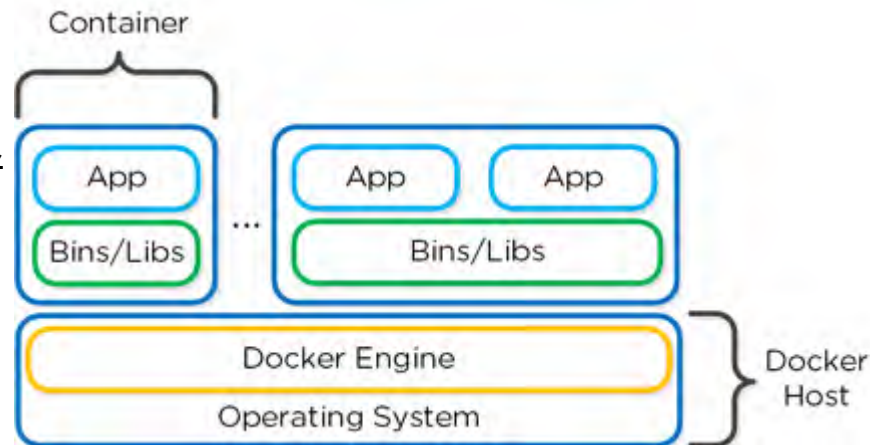 Container
App
App
App
Bins/Libs
...
Bins/Libs
Docker Engine
Operating System
Docker
Host